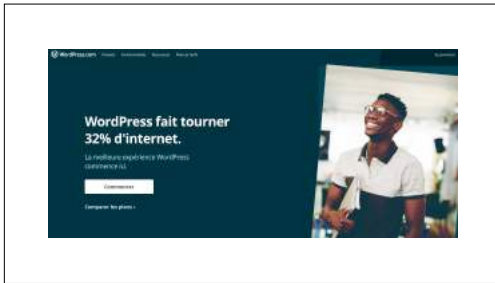 WordPress.com
WordPress fait tourner
32% d'internet.
La meilleure expérience WordPress
commence ici.
Commencer
Comparer les plans ›